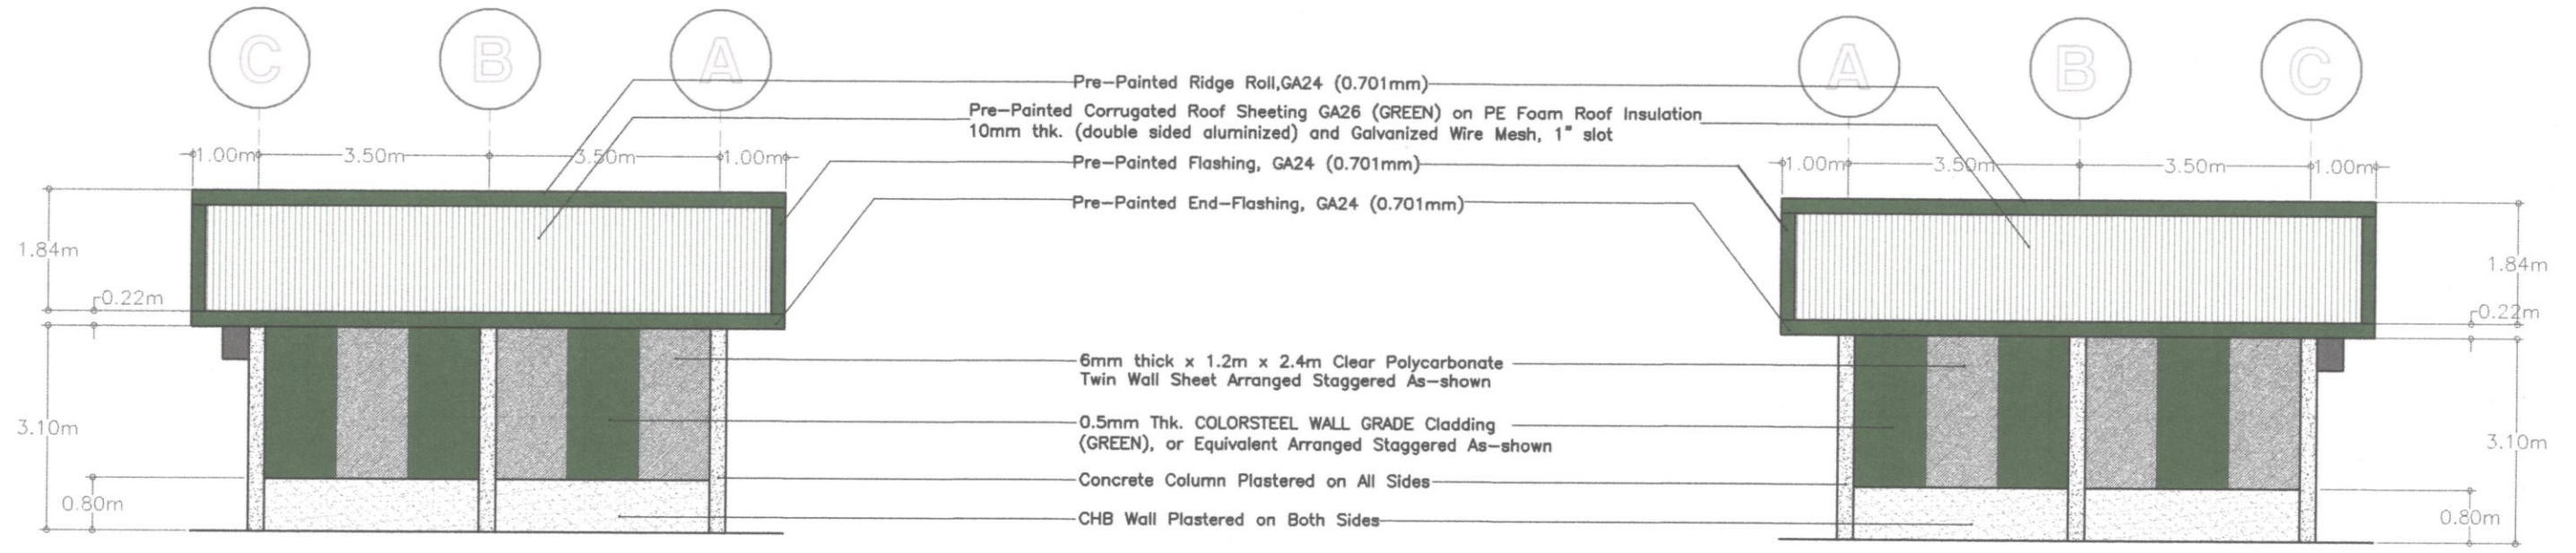 C B A
A B C
Pre-Painted Ridge Roll,GA24 (0.701mm)
Pre-Painted Corrugated Roof Sheeting GA26 (GREEN) on PE Foam Roof Insulation
10mm thk. (double sided aluminized) and Galvanized Wire Mesh, 1" slot
1.00m 3.50m 3.50m 1.00m
Pre-Painted Flashing, GA24 (0.701mm)
1.00m 3.50m 3.50m 1.00m
Pre-Painted End-Flashing, GA24 (0.701mm)
1.84m
1.84m
0.22m
0.22m
6mm thick x 1.2m x 2.4m Clear Polycarbonate
Twin Wall Sheet Arranged Staggered As-shown
3.10m
0.5mm Thk. COLORSTEEL WALL GRADE Cladding
(GREEN), or Equivalent Arranged Staggered As-shown
3.10m
Concrete Column Plastered on All Sides
0.80m
CHB Wall Plastered on Both Sides
0.80m